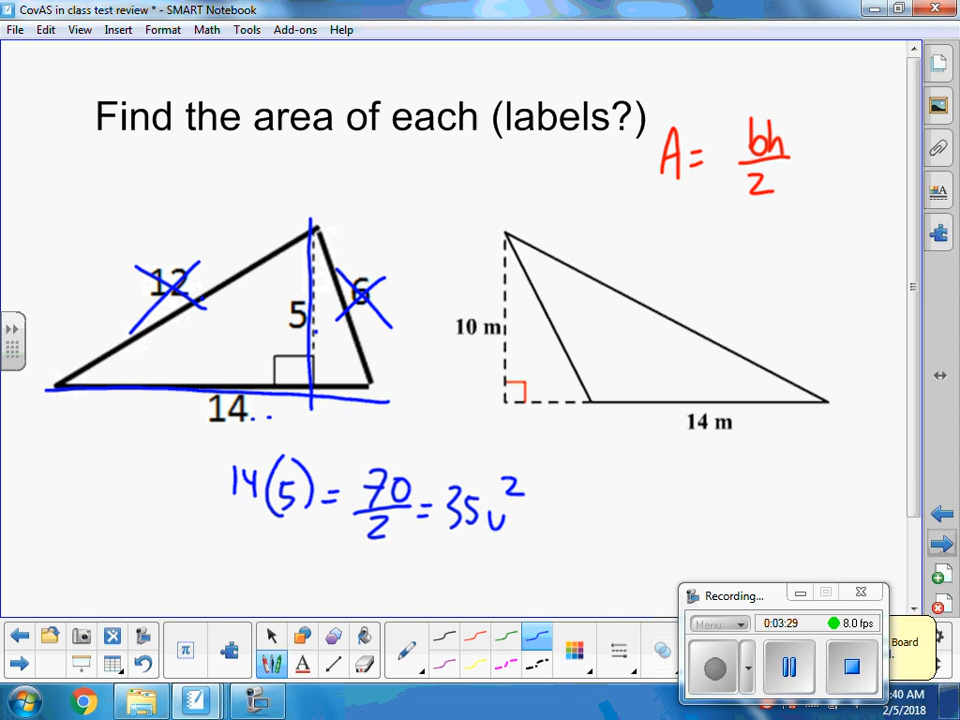 CovAS in class test review * - SMART Notebook
File Edit View Insert Format Math Tools Add-ons Help
Find the area of each (labels?)
A = bh/2
12
6
5
14
10 m
14 m
14(5) = 70/2 = 35u²
Recording...
Menu
0:03:29
8.0 fps
Board
:40 AM
2/5/2018